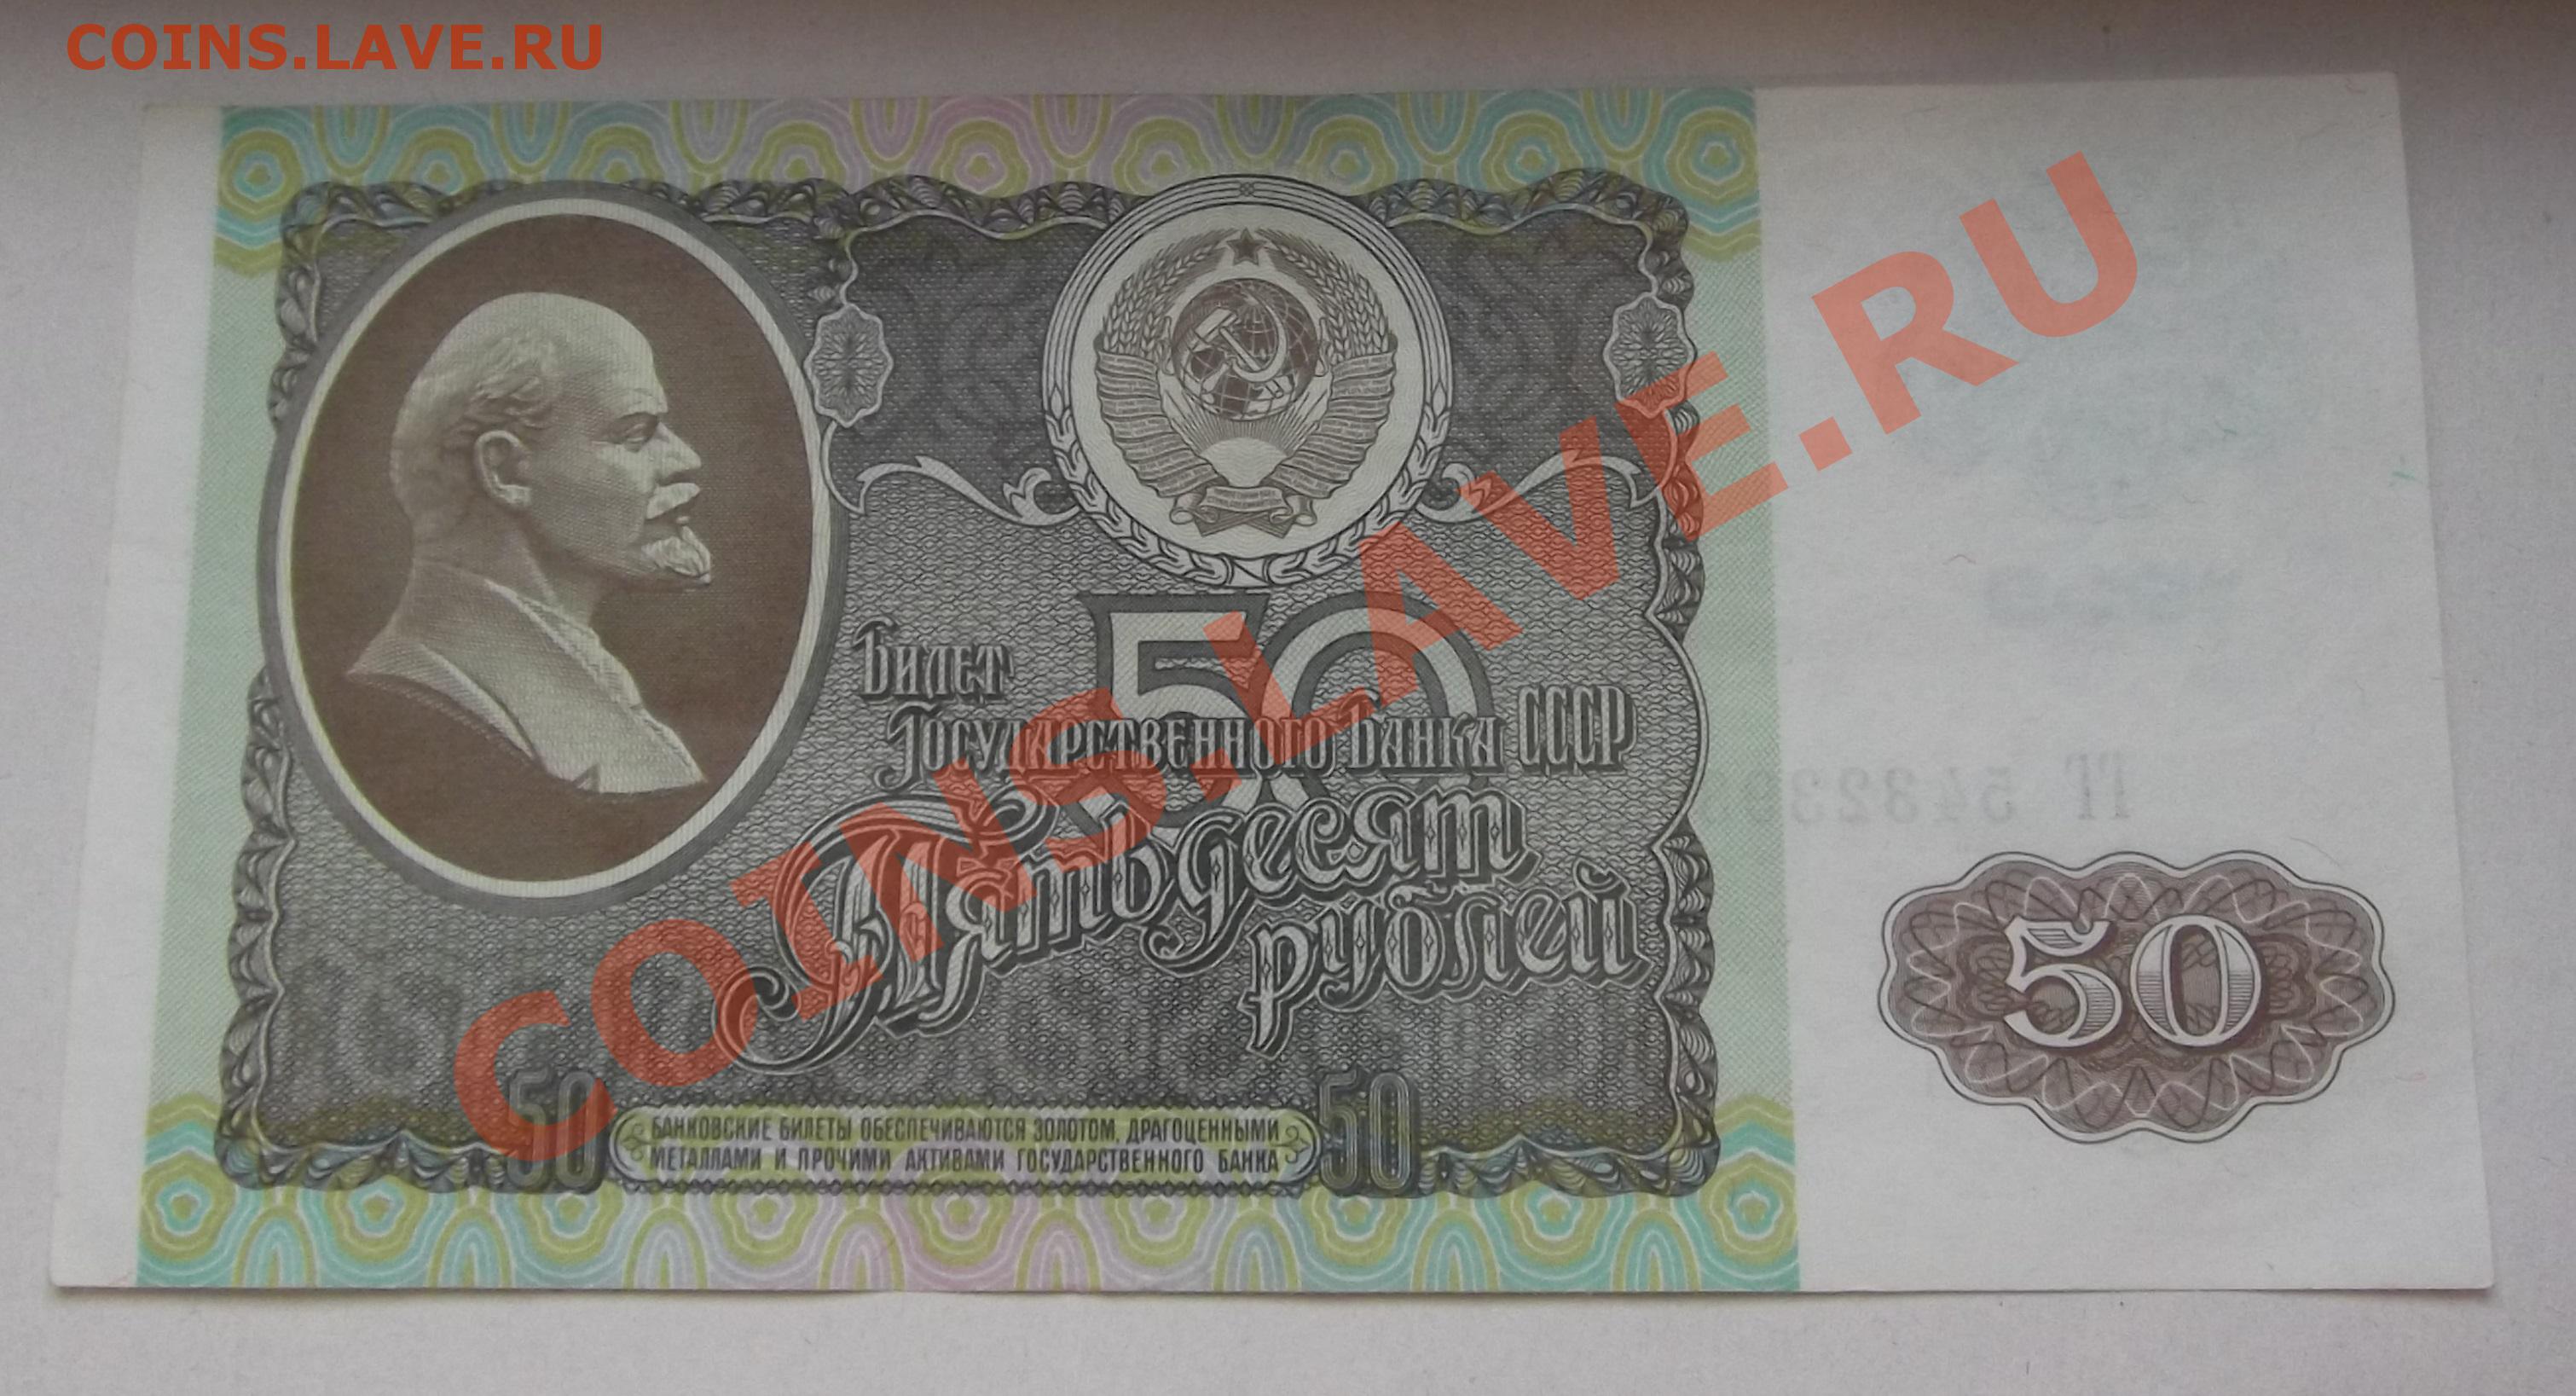 COINS.LAVE.RU
50
Билет
Государственного Банка СССР
Пятьдесят
рублей
50
50
БАНКОВСКИЕ БИЛЕТЫ ОБЕСПЕЧИВАЮТСЯ ЗОЛОТОМ, ДРАГОЦЕННЫМИ
МЕТАЛЛАМИ И ПРОЧИМИ АКТИВАМИ ГОСУДАРСТВЕННОГО БАНКА
50
COINS.LAVE.RU